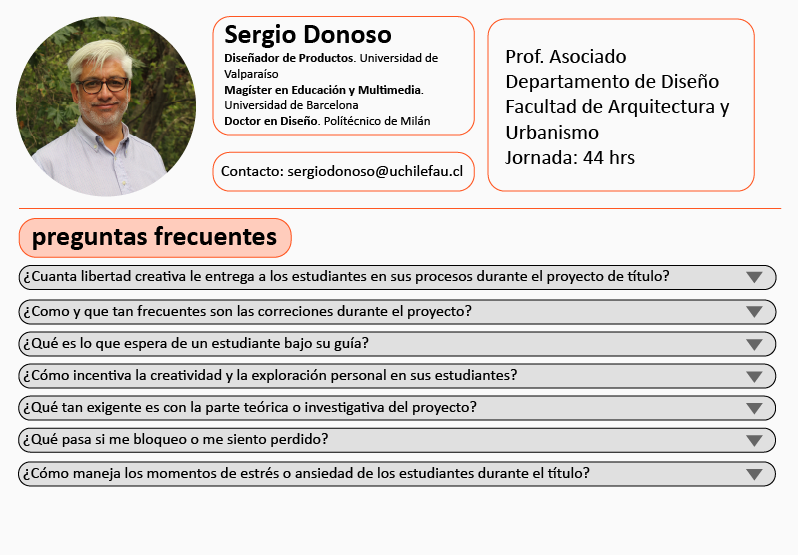 Sergio Donoso
Diseñador de Productos. Universidad de
Valparaíso
Magíster en Educación y Multimedia.
Universidad de Barcelona
Doctor en Diseño. Politécnico de Milán
Contacto: sergiodonoso@uchilefau.cl
Prof. Asociado
Departamento de Diseño
Facultad de Arquitectura y
Urbanismo
Jornada: 44 hrs
preguntas frecuentes
¿Cuanta libertad creativa le entrega a los estudiantes en sus procesos durante el proyecto de título?
¿Como y que tan frecuentes son las correciones durante el proyecto?
¿Qué es lo que espera de un estudiante bajo su guía?
¿Cómo incentiva la creatividad y la exploración personal en sus estudiantes?
¿Qué tan exigente es con la parte teórica o investigativa del proyecto?
¿Qué pasa si me bloqueo o me siento perdido?
¿Cómo maneja los momentos de estrés o ansiedad de los estudiantes durante el título?